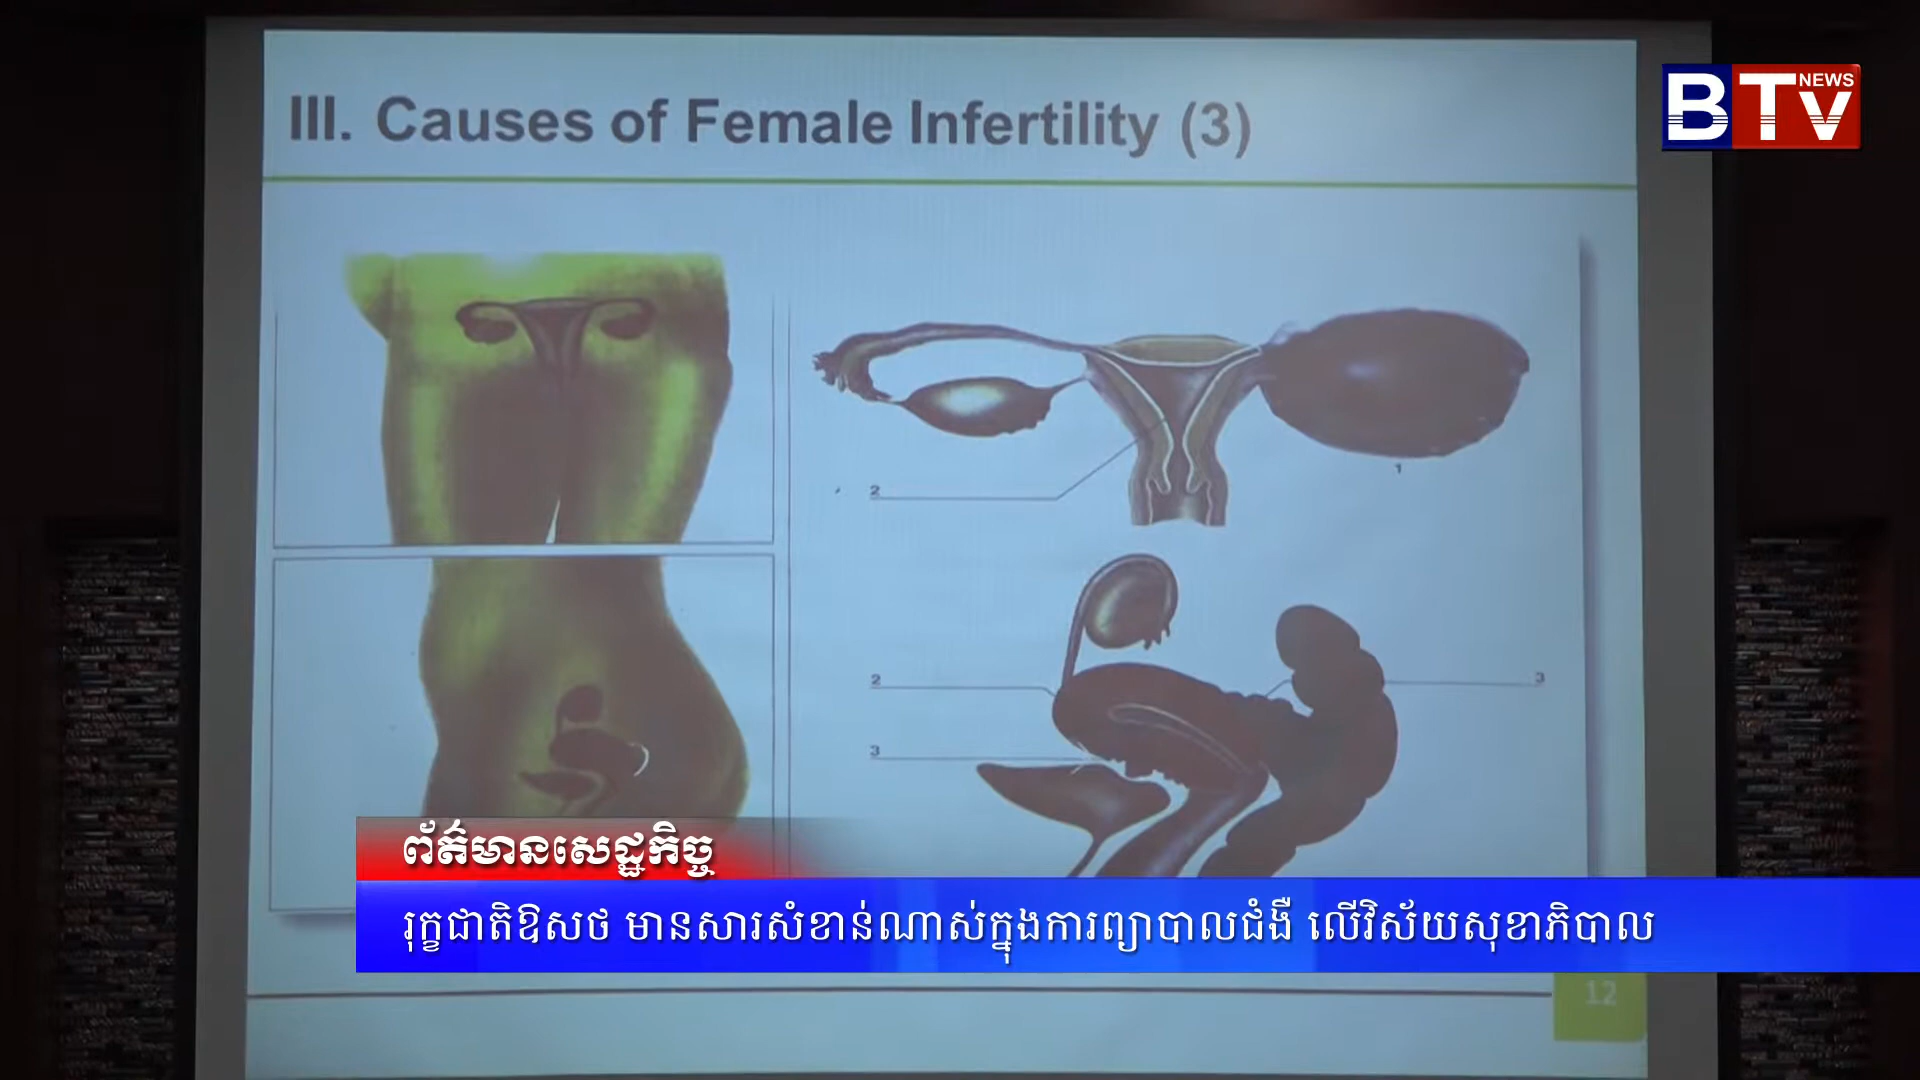 III. Causes of Female Infertility (3)
BTV NEWS
1
2
2
3
3
ព័ត៌មានសេដ្ឋកិច្ច
រុក្ខជាតិឱសថ មានសារសំខាន់ណាស់ក្នុងការព្យាបាលជំងឺ លើវិស័យសុខាភិបាល
12